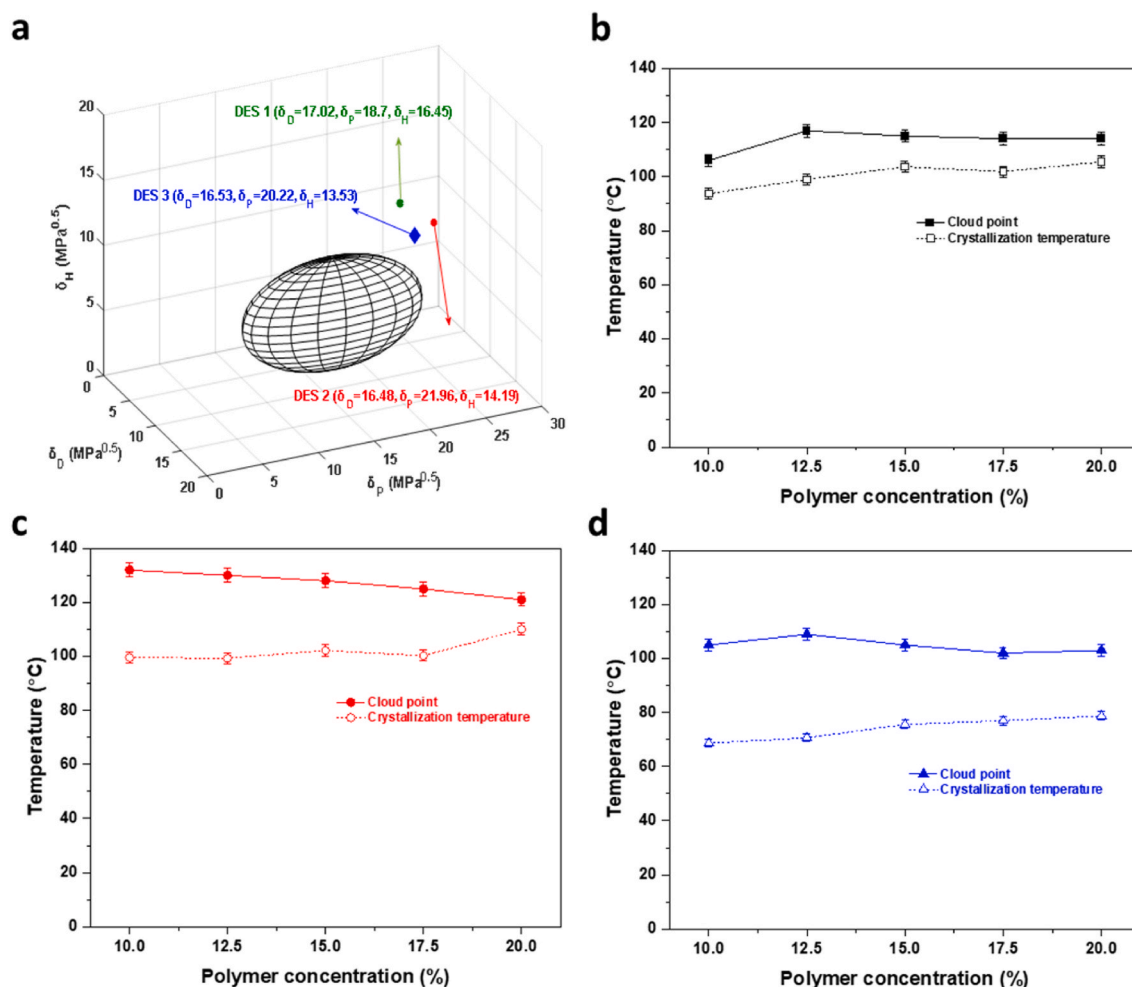 a
DES 1 (δD=17.02, δP=18.7, δH=16.45)
DES 3 (δD=16.53, δP=20.22, δH=13.53)
DES 2 (δD=16.48, δP=21.96, δH=14.19)
20
15
10
5
0
δH (MPa0.5)
0
5
10
15
20
δD (MPa0.5)
0
5
10
15
20
25
30
δP (MPa0.5)
b
140
120
100
80
60
40
20
0
Temperature (°C)
Cloud point
Crystallization temperature
10.0 12.5 15.0 17.5 20.0
Polymer concentration (%)
c
140
120
100
80
60
40
20
0
Temperature (°C)
Cloud point
Crystallization temperature
10.0 12.5 15.0 17.5 20.0
Polymer concentration (%)
d
140
120
100
80
60
40
20
0
Temperature (°C)
Cloud point
Crystallization temperature
10.0 12.5 15.0 17.5 20.0
Polymer concentration (%)